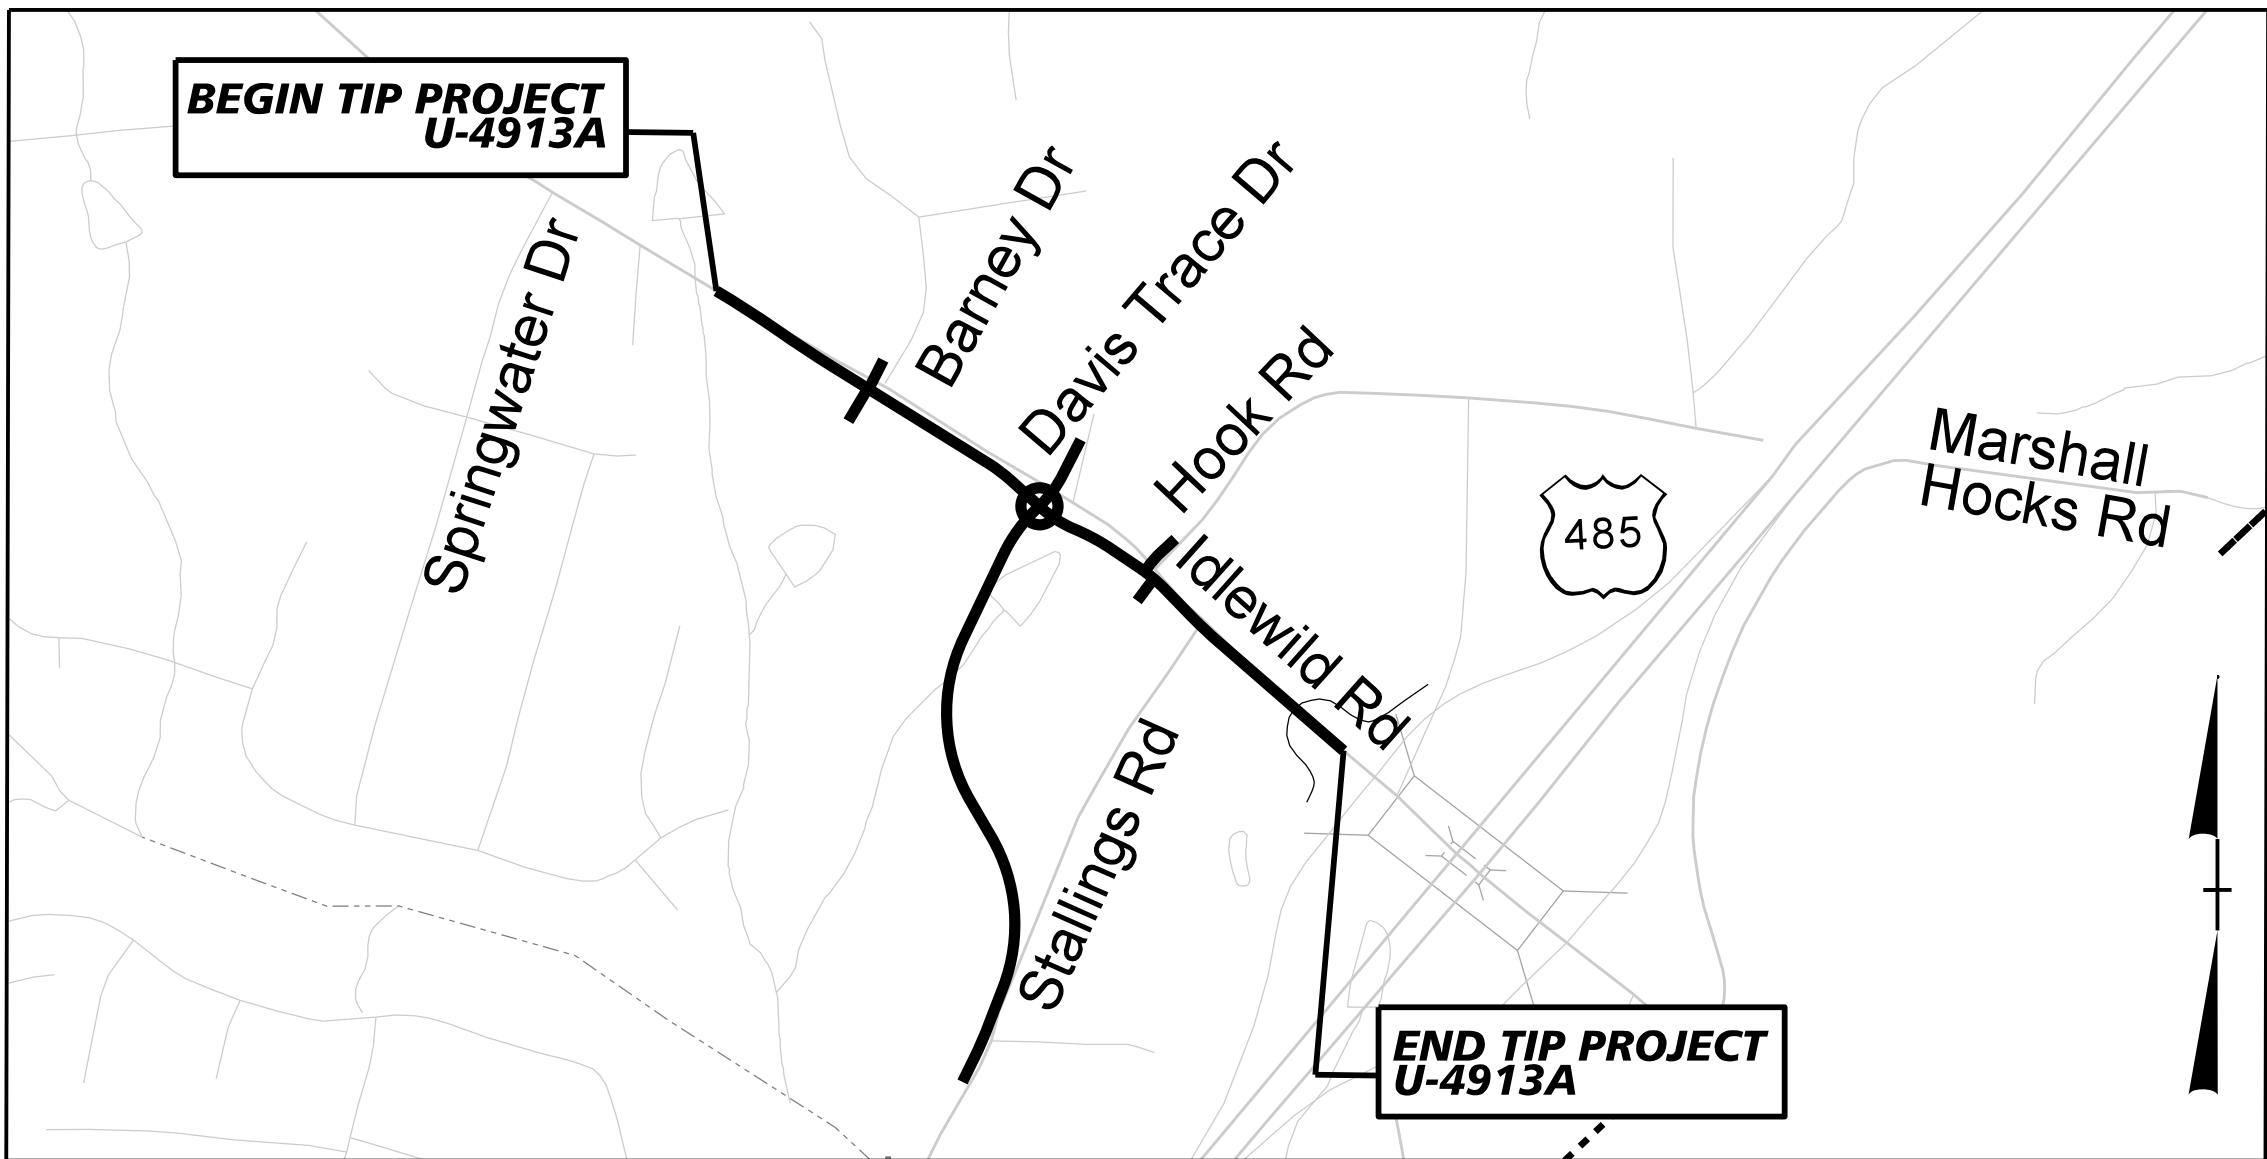 BEGIN TIP PROJECT
U-4913A
Springwater Dr
Barney Dr
Davis Trace Dr
Hook Rd
Idlewild Rd
Stallings Rd
485
Marshall
Hocks Rd
END TIP PROJECT
U-4913A